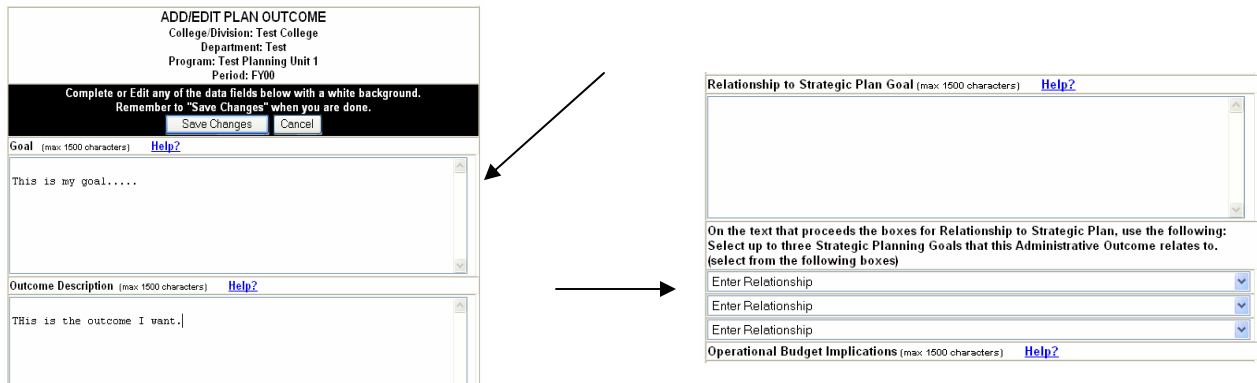 ADD/EDIT PLAN OUTCOME
College/Division: Test College
Department: Test
Program: Test Planning Unit 1
Period: FY00
Complete or Edit any of the data fields below with a white background.
Remember to "Save Changes" when you are done.
Save Changes Cancel
Goal (max 1500 characters) Help?
This is my goal.....
Outcome Description (max 1500 characters) Help?
THis is the outcome I want.
Relationship to Strategic Plan Goal (max 1500 characters) Help?
On the text that proceeds the boxes for Relationship to Strategic Plan, use the following:
Select up to three Strategic Planning Goals that this Administrative Outcome relates to.
(select from the following boxes)
Enter Relationship
Enter Relationship
Enter Relationship
Operational Budget Implications (max 1500 characters) Help?